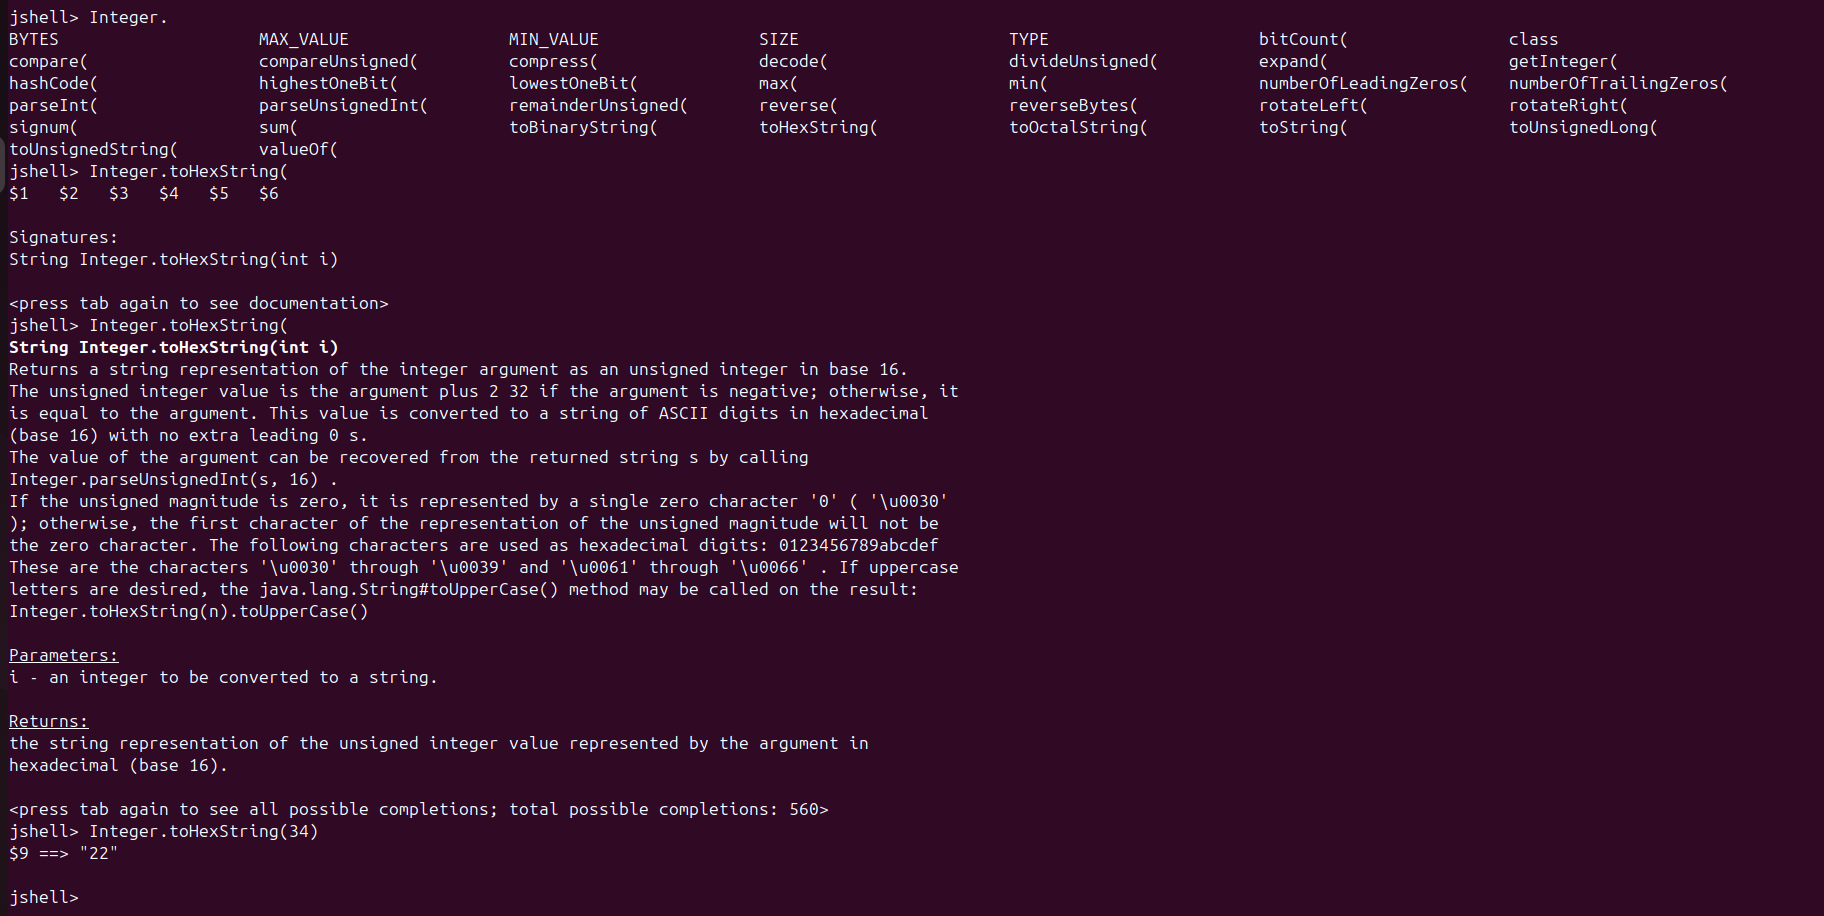 jshell> Integer.
BYTES MAX_VALUE MIN_VALUE SIZE TYPE bitCount( class
compare( compareUnsigned( compress( decode( divideUnsigned( expand( getInteger(
hashCode( highestOneBit( lowestOneBit( max( min( numberOfLeadingZeros( numberOfTrailingZeros(
parseInt( parseUnsignedInt( remainderUnsigned( reverse( reverseBytes( rotateLeft( rotateRight(
signum( sum( toBinaryString( toHexString( toOctalString( toString( toUnsignedLong(
toUnsignedString( valueOf(
jshell> Integer.toHexString(
$1 $2 $3 $4 $5 $6
Signatures:
String Integer.toHexString(int i)
<press tab again to see documentation>
jshell> Integer.toHexString(
String Integer.toHexString(int i)
Returns a string representation of the integer argument as an unsigned integer in base 16.
The unsigned integer value is the argument plus 2 32 if the argument is negative; otherwise, it
is equal to the argument. This value is converted to a string of ASCII digits in hexadecimal
(base 16) with no extra leading 0 s.
The value of the argument can be recovered from the returned string s by calling
Integer.parseUnsignedInt(s, 16) .
If the unsigned magnitude is zero, it is represented by a single zero character '0' ( '\u0030'
); otherwise, the first character of the representation of the unsigned magnitude will not be
the zero character. The following characters are used as hexadecimal digits: 0123456789abcdef
These are the characters '\u0030' through '\u0039' and '\u0061' through '\u0066' . If uppercase
letters are desired, the java.lang.String#toUpperCase() method may be called on the result:
Integer.toHexString(n).toUpperCase()
Parameters:
i - an integer to be converted to a string.
Returns:
the string representation of the unsigned integer value represented by the argument in
hexadecimal (base 16).
<press tab again to see all possible completions; total possible completions: 560>
jshell> Integer.toHexString(34)
$9 ==> "22"
jshell>